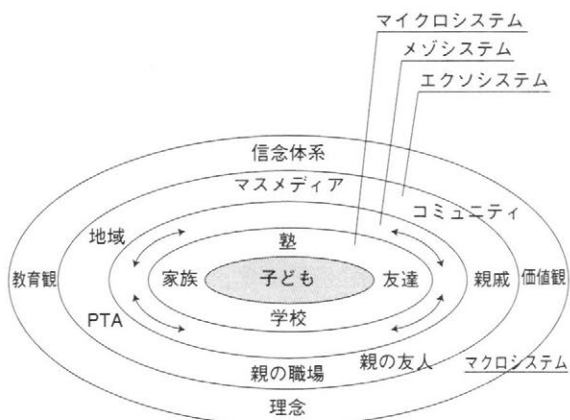 マイクロシステム
メゾシステム
エクソシステム
信念体系
マスメディア
コミュニティ
地域
塾
教育観
家族
子ども
友達
親戚
価値観
学校
PTA
親の友人
マクロシステム
親の職場
理念